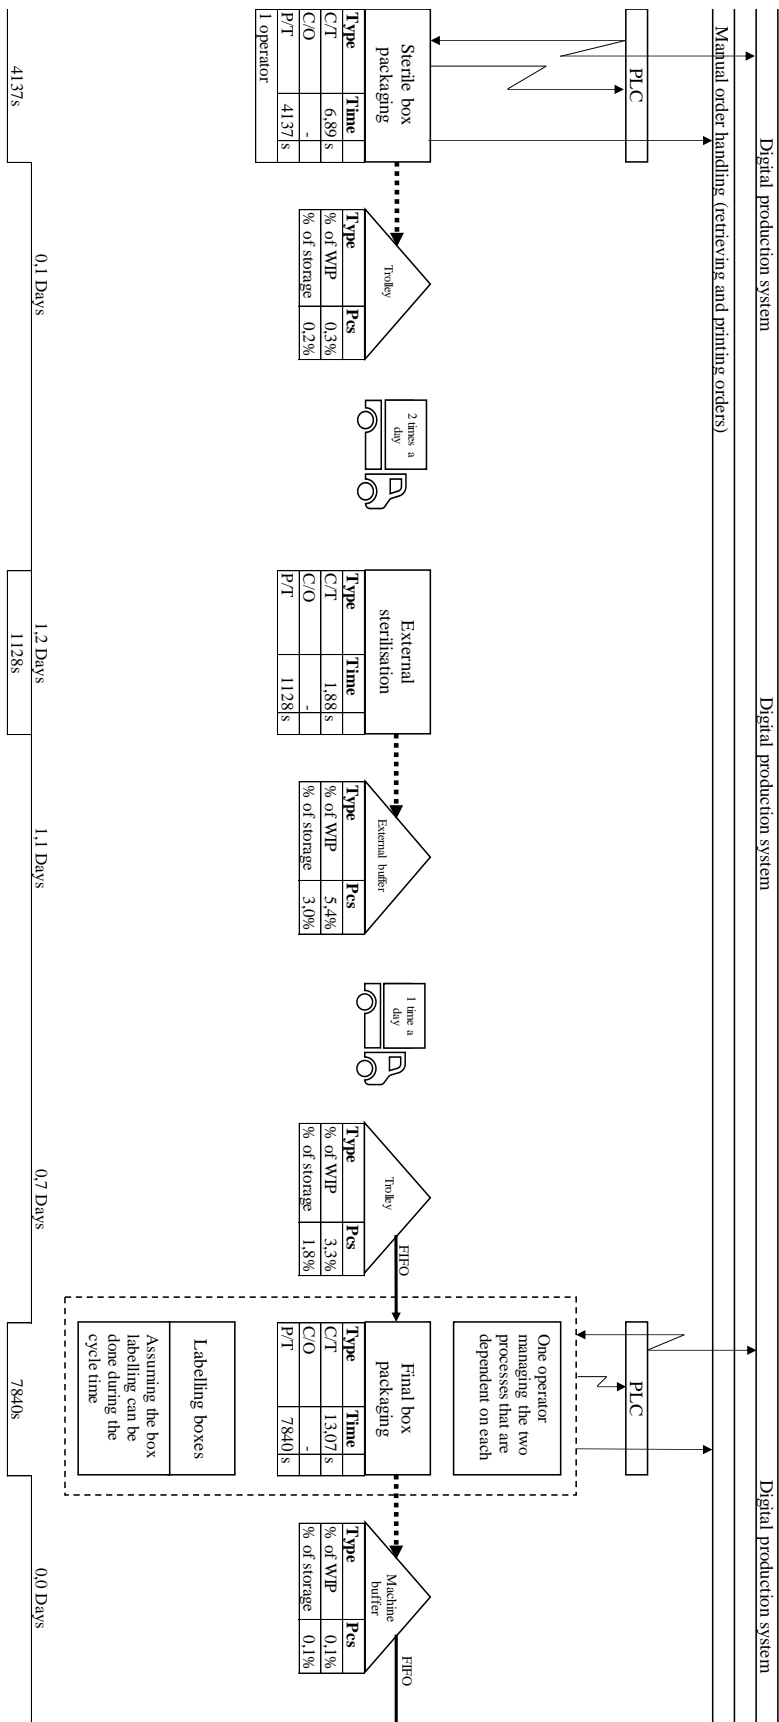 Digital production system
Digital production system
Digital production system
Manual order handling (retrieving and printing orders)
PLC
PLC
One operator
managing the two
processes that are
dependent on each
Sterile box
packaging
Type Time
C/T 6,89 s
C/O -
P/T 4137 s
1 operator
Trolley
Type Pcs
% of WIP 0,3%
% of storage 0,2%
2 times a
day
External
sterilisation
Type Time
C/T 1,88 s
C/O -
P/T 1128 s
External buffer
Type Pcs
% of WIP 5,4%
% of storage 3,0%
1 time a
day
Trolley
Type Pcs
% of WIP 3,3%
% of storage 1,8%
FIFO
Final box
packaging
Type Time
C/T 13,07 s
C/O -
P/T 7840 s
Labelling boxes
Assuming the box
labelling can be
done during the
cycle time
Machine
buffer
Type Pcs
% of WIP 0,1%
% of storage 0,1%
FIFO
4137s
0,1 Days
1,2 Days
1128s
1,1 Days
0,7 Days
7840s
0,0 Days